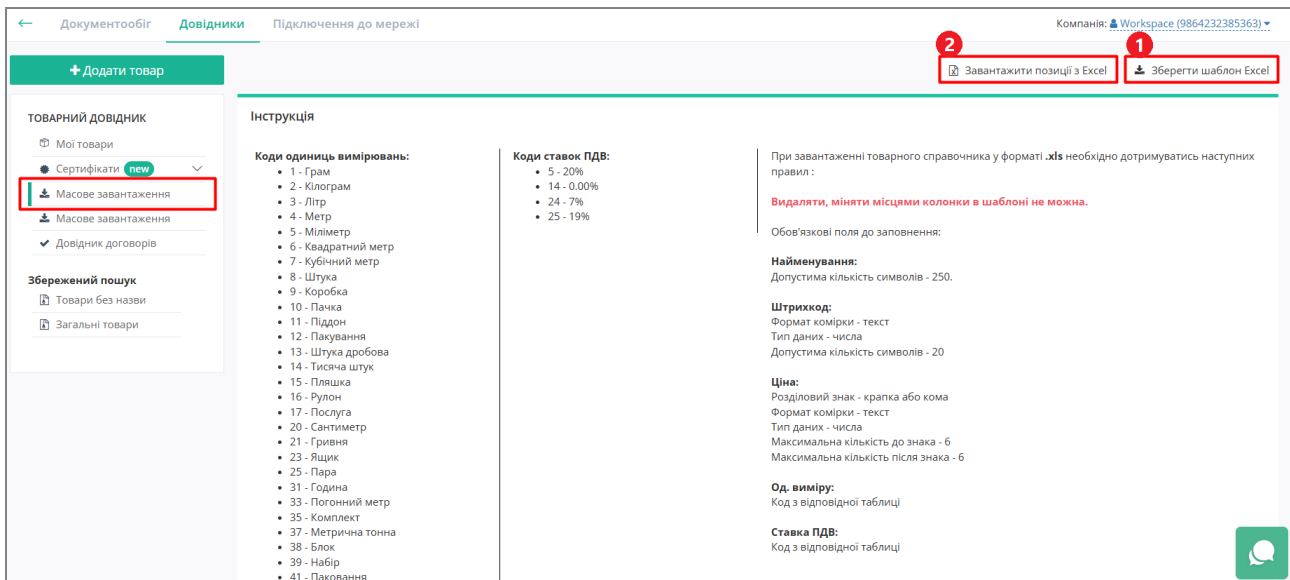 ← Документообіг Довідники Підключення до мережі Компанія: Workspace (9864232385363)
2 1
+ Додати товар
Завантажити позиції з Excel Зберегти шаблон Excel
ТОВАРНИЙ ДОВІДНИК
Мої товари
Сертифікати new
Масове завантаження
Масове завантаження
Довідник договорів
Збережений пошук
Товари без назви
Загальні товари
Інструкція
Коди одиниць вимірювань:
• 1 - Грам
• 2 - Кілограм
• 3 - Літр
• 4 - Метр
• 5 - Міліметр
• 6 - Квадратний метр
• 7 - Кубічний метр
• 8 - Штука
• 9 - Коробка
• 10 - Пачка
• 11 - Піддон
• 12 - Пакування
• 13 - Штука дробова
• 14 - Тисяча штук
• 15 - Пляшка
• 16 - Рулон
• 17 - Послуга
• 20 - Сантиметр
• 21 - Гривня
• 23 - Ящик
• 25 - Пара
• 31 - Година
• 33 - Погонний метр
• 35 - Комплект
• 37 - Метрична тонна
• 38 - Блок
• 39 - Набір
• 41 - Паковання
Коди ставок ПДВ:
• 5 - 20%
• 14 - 0.00%
• 24 - 7%
• 25 - 19%
При завантаженні товарного справочника у форматі .xls необхідно дотримуватись наступних
правил :
Видаляти, міняти місцями колонки в шаблоні не можна.
Обов'язкові поля до заповнення:
Найменування:
Допустима кількість символів - 250.
Штрихкод:
Формат комірки - текст
Тип даних - числа
Допустима кількість символів - 20
Ціна:
Розділовий знак - крапка або кома
Формат комірки - текст
Тип даних - числа
Максимальна кількість до знака - 6
Максимальна кількість після знака - 6
Од. виміру:
Код з відповідної таблиці
Ставка ПДВ:
Код з відповідної таблиці